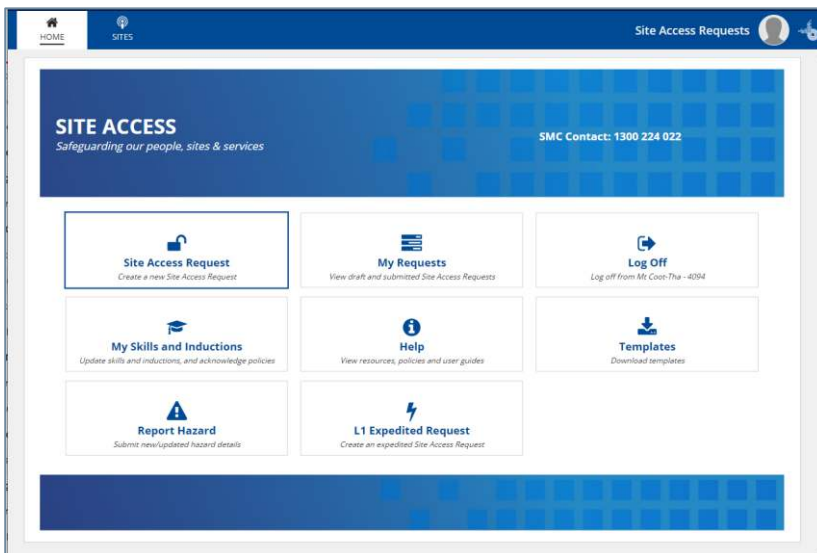 HOME
SITES
Site Access Requests
SITE ACCESS
Safeguarding our people, sites & services
SMC Contact: 1300 224 022
Site Access Request
Create a new Site Access Request
My Requests
View draft and submitted Site Access Requests
Log Off
Log off from Mt Coot-Tha - 4094
My Skills and Inductions
Update skills and inductions, and acknowledge policies
Help
View resources, policies and user guides
Templates
Download templates
Report Hazard
Submit new/updated hazard details
L1 Expedited Request
Create an expedited Site Access Request